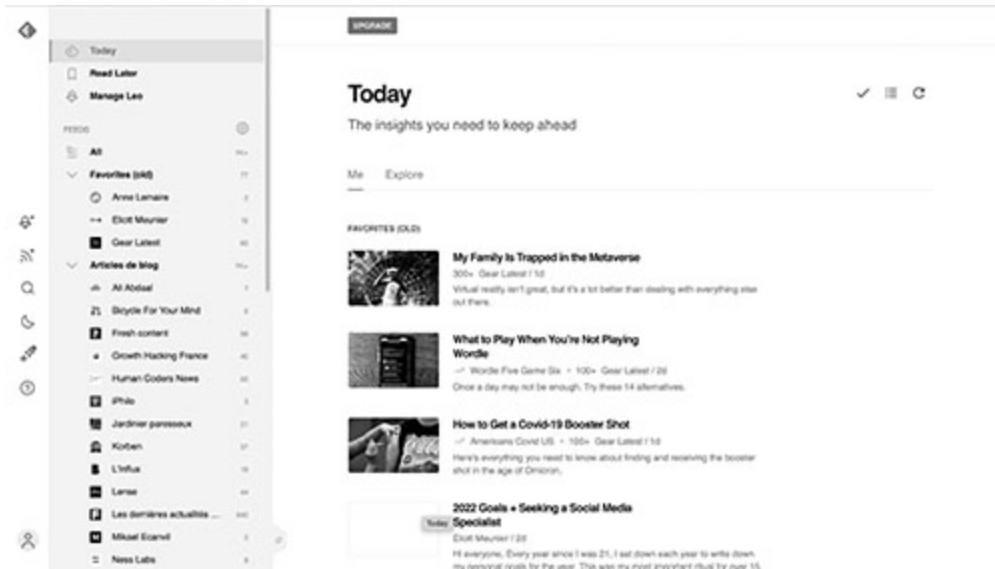 UPGRADE
Today
Read Later
Manage Leo
FEEDS
All
Favorites (old)
77
Anne Lemaire
Eliott Meunier
Gear Latest
Articles de blog
Ali Abdaal
Bicycle For Your Mind
Fresh content
Growth Hacking France
Human Coders News
iPhilo
Jardinier paresseux
Korben
L'influx
Lense
Les dernières actualités ...
Mikael Ecanvil
Ness Labs
Today
The insights you need to keep ahead
Me Explore
FAVORITES (OLD)
My Family Is Trapped in the Metaverse
300+ Gear Latest / 1d
Virtual reality isn't great, but it's a lot better than dealing with everything else
out there.
What to Play When You're Not Playing
Wordle
Wordle Five Game Six • 100+ Gear Latest / 2d
Once a day may not be enough. Try these 14 alternatives.
How to Get a Covid-19 Booster Shot
Americans Covid US • 100+ Gear Latest / 1d
Here's everything you need to know about finding and receiving the booster
shot in the age of Omicron.
2022 Goals + Seeking a Social Media
Today Specialist
Eliott Meunier / 2d
Hi everyone, Every year since I was 21, I sat down each year to write down
my personal goals for the year. This was my most important ritual for over 15